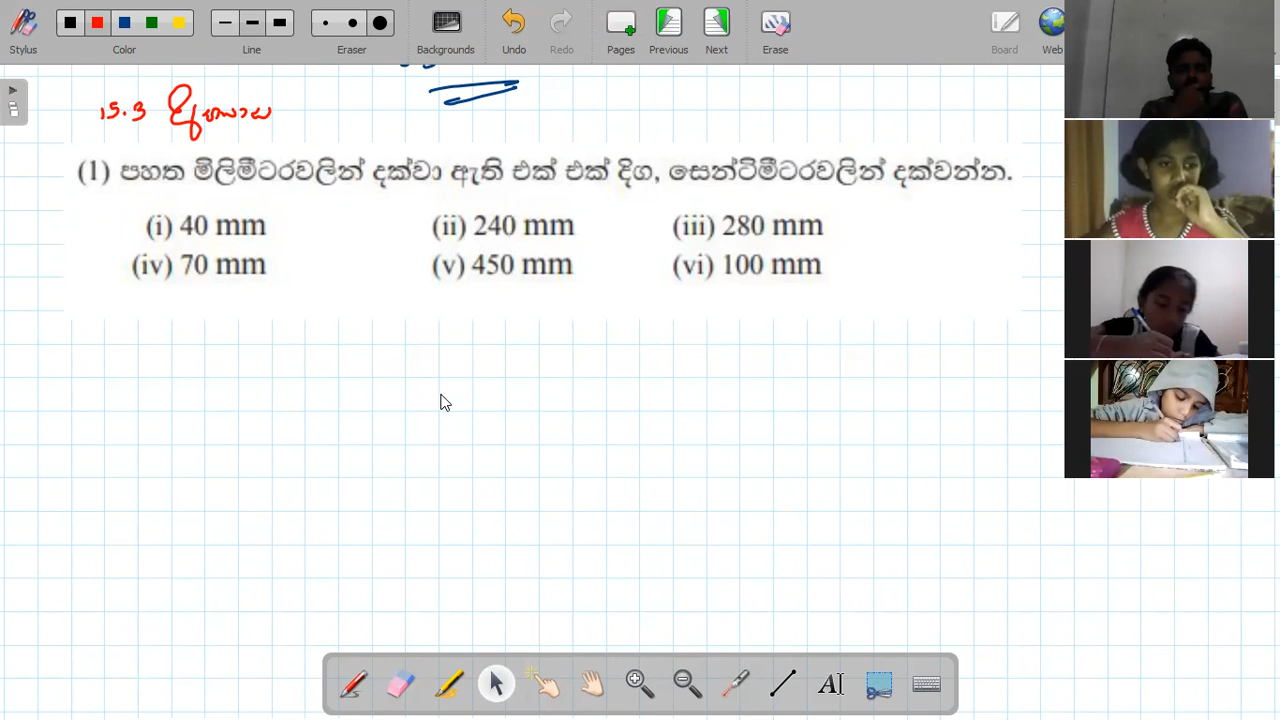 Stylus Color Line Eraser Backgrounds Undo Redo Pages Previous Next Erase Board Web
15.3 අභ්‍යාස
(1) පහත මිලිමීටරවලින් දක්වා ඇති එක් එක් දිග, සෙන්ටිමීටරවලින් දක්වන්න.
(i) 40 mm (ii) 240 mm (iii) 280 mm
(iv) 70 mm (v) 450 mm (vi) 100 mm